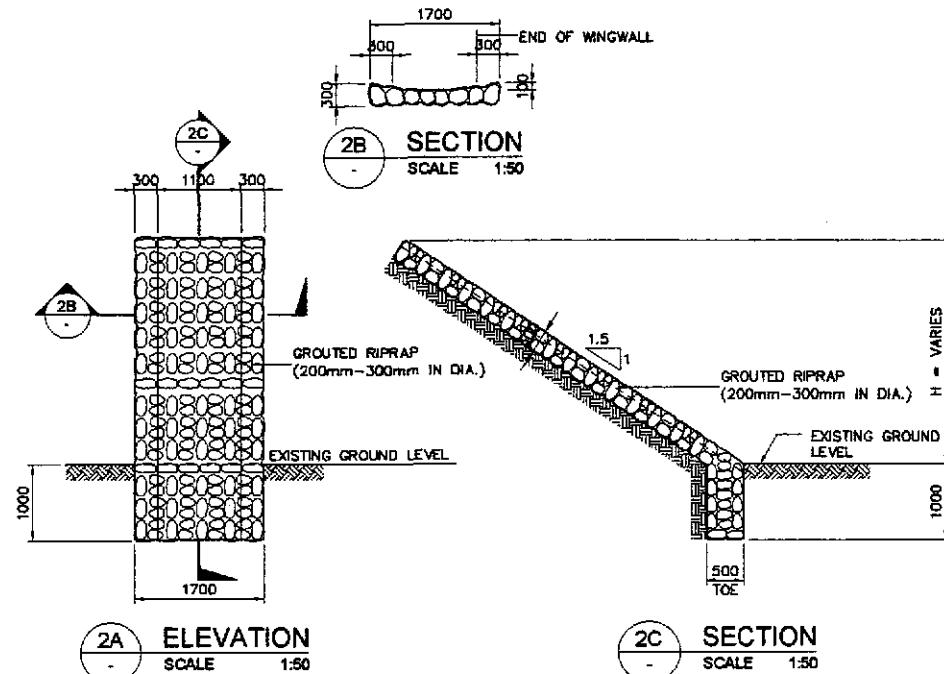 1700
300
300
END OF WINGWALL
300
100
2B
-
SECTION
SCALE 1:50
2C
-
300
1100
300
2B
-
GROUTED RIPRAP
(200mm-300mm IN DIA.)
EXISTING GROUND LEVEL
1000
1700
2A
-
ELEVATION
SCALE 1:50
1.5
1
GROUTED RIPRAP
(200mm-300mm IN DIA.)
H = VARIES
EXISTING GROUND
LEVEL
1000
500
TOE
2C
-
SECTION
SCALE 1:50